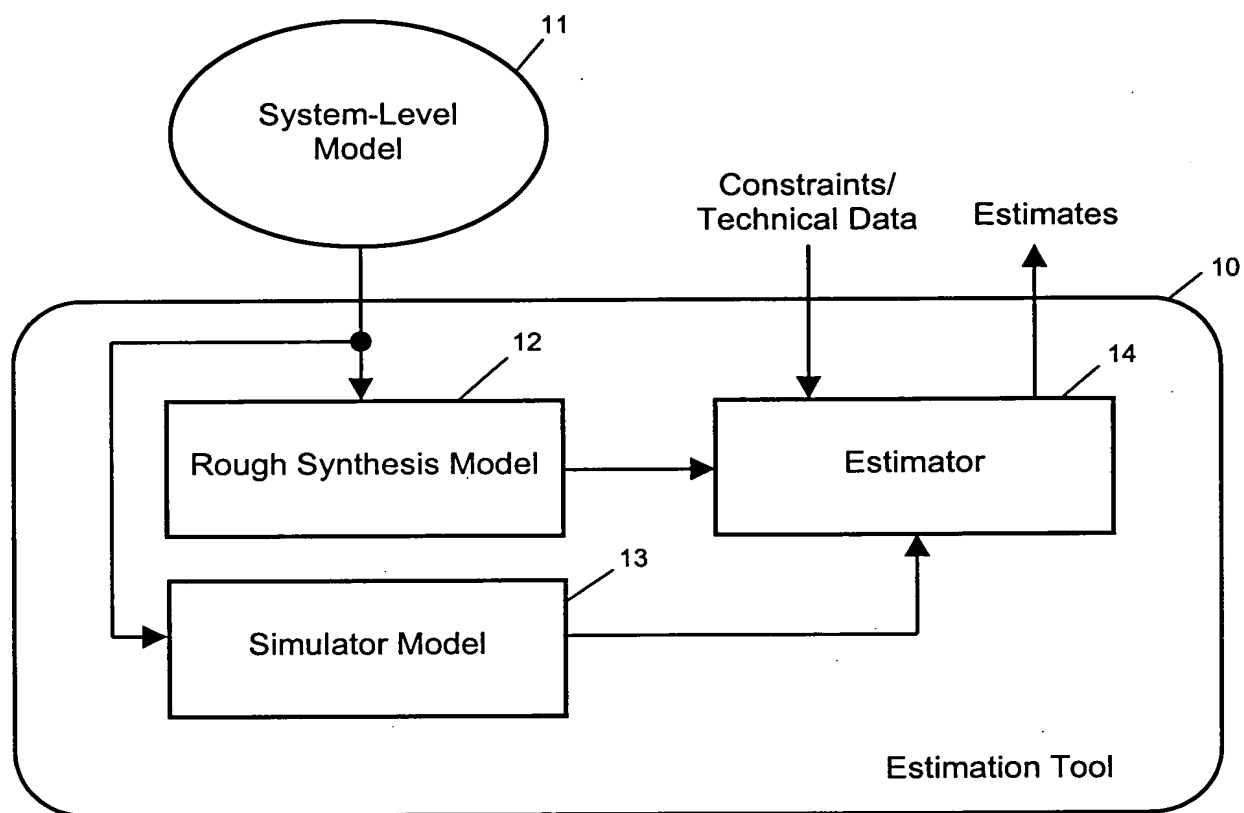 11
System-Level
Model
Constraints/
Technical Data
Estimates
10
12
14
Rough Synthesis Model
Estimator
13
Simulator Model
Estimation Tool